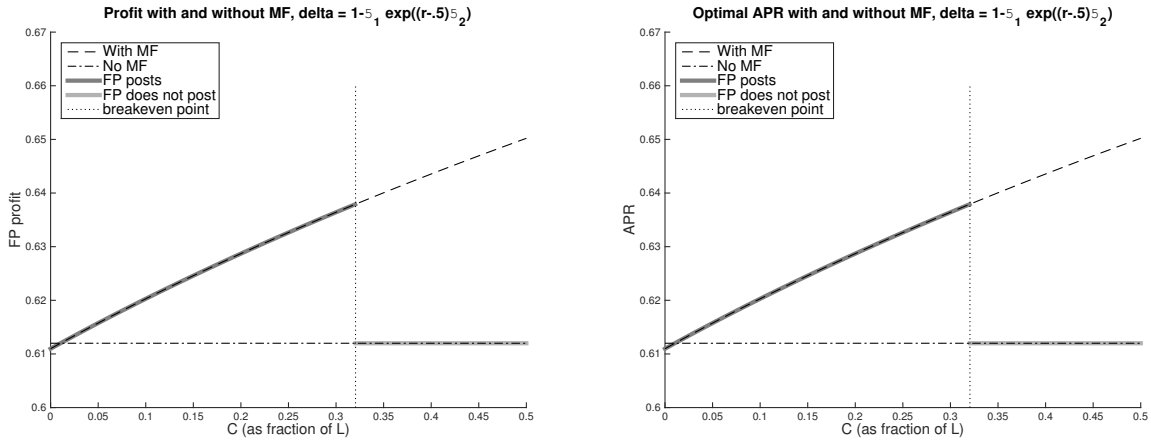 Profit with and without MF, delta = 1-5₁ exp((r-.5)5₂)
0.67
0.66
0.65
0.64
0.63
0.62
0.61
0.6
FP profit
With MF
No MF
FP posts
FP does not post
breakeven point
0 0.05 0.1 0.15 0.2 0.25 0.3 0.35 0.4 0.45 0.5
C (as fraction of L)
Optimal APR with and without MF, delta = 1-5₁ exp((r-.5)5₂)
0.67
0.66
0.65
0.64
0.63
0.62
0.61
0.6
APR
With MF
No MF
FP posts
FP does not post
breakeven point
0 0.05 0.1 0.15 0.2 0.25 0.3 0.35 0.4 0.45 0.5
C (as fraction of L)